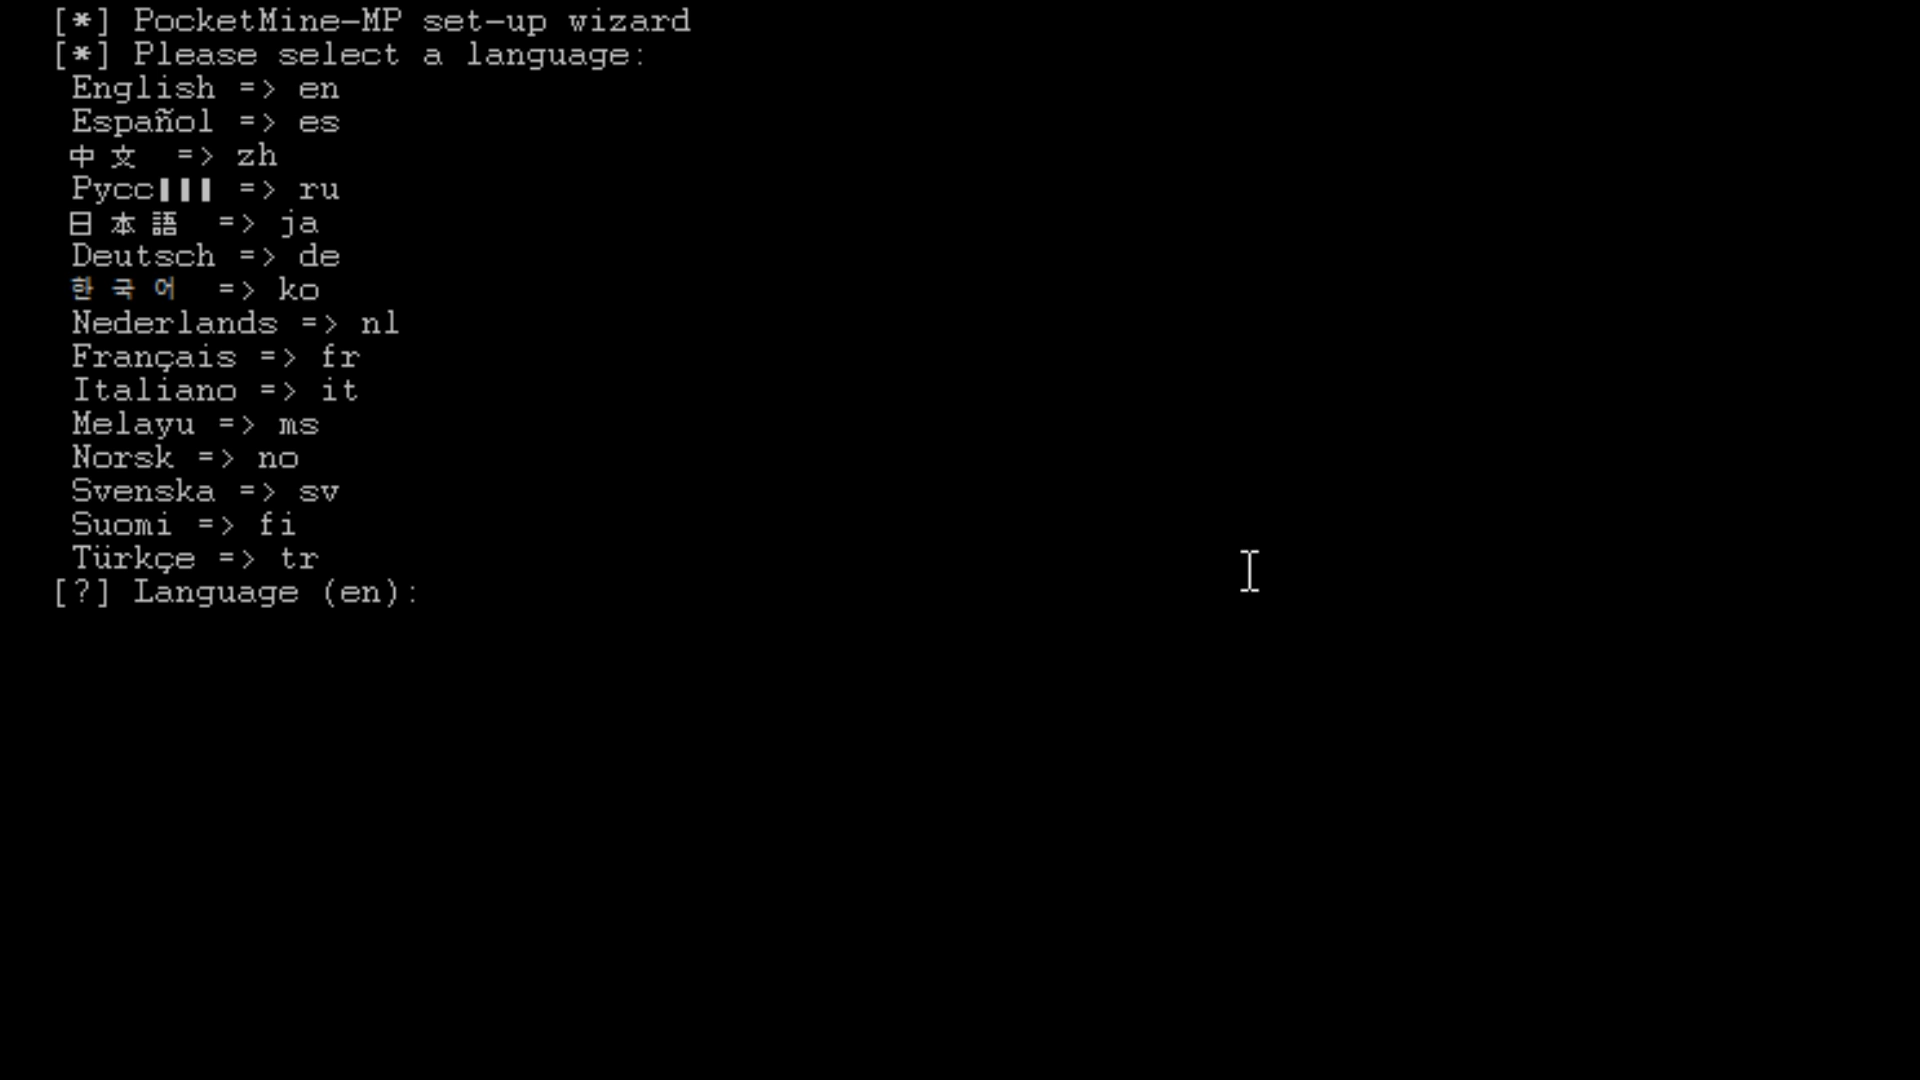 [*] PocketMine-MP set-up wizard
[*] Please select a language:
English => en
Español => es
中文 => zh
Русс▌▌▌ => ru
日本語 => ja
Deutsch => de
한국어 => ko
Nederlands => nl
Français => fr
Italiano => it
Melayu => ms
Norsk => no
Svenska => sv
Suomi => fi
Türkçe => tr
[?] Language (en):